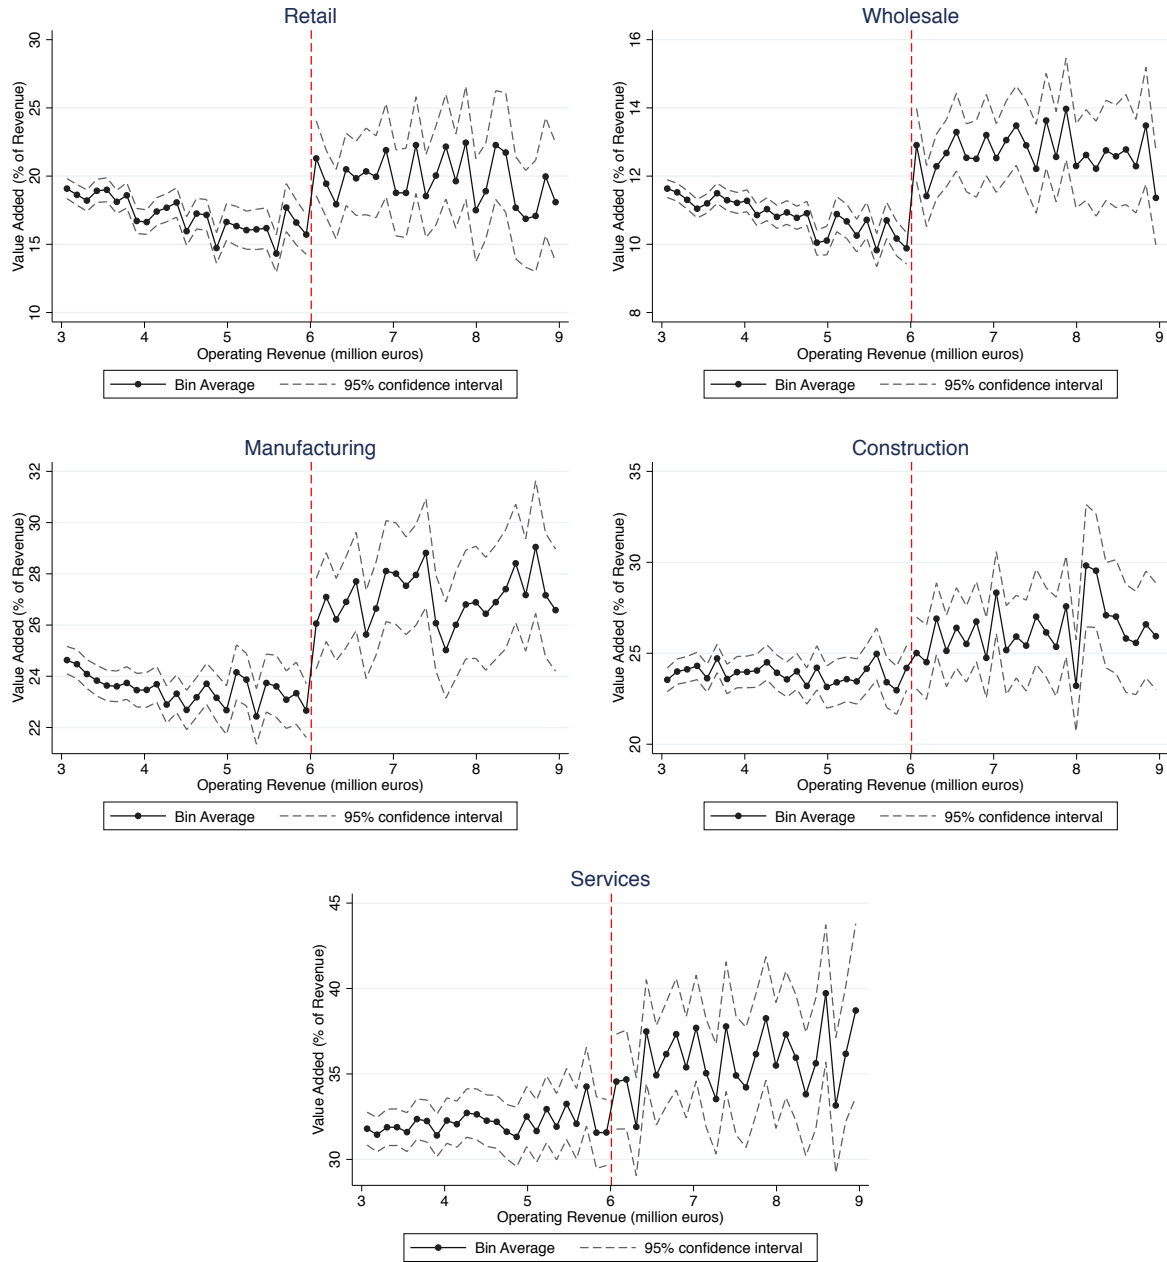 Retail
Value Added (% of Revenue)
30
25
20
15
10
3 4 5 6 7 8 9
Operating Revenue (million euros)
Bin Average 95% confidence interval
Wholesale
Value Added (% of Revenue)
16
14
12
10
8
3 4 5 6 7 8 9
Operating Revenue (million euros)
Bin Average 95% confidence interval
Manufacturing
Value Added (% of Revenue)
32
30
28
26
24
22
3 4 5 6 7 8 9
Operating Revenue (million euros)
Bin Average 95% confidence interval
Construction
Value Added (% of Revenue)
35
30
25
20
3 4 5 6 7 8 9
Operating Revenue (million euros)
Bin Average 95% confidence interval
Services
Value Added (% of Revenue)
45
40
35
30
3 4 5 6 7 8 9
Operating Revenue (million euros)
Bin Average 95% confidence interval